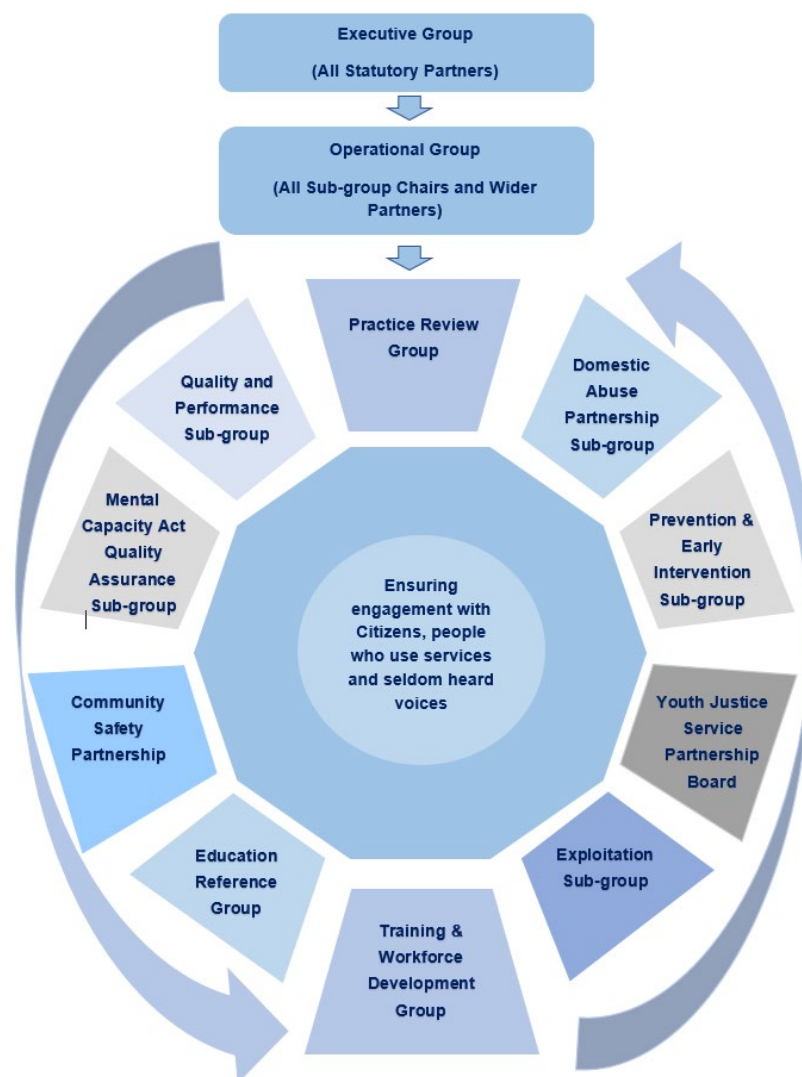 Executive Group
(All Statutory Partners)
Operational Group
(All Sub-group Chairs and Wider
Partners)
Practice Review
Group
Domestic
Abuse
Partnership
Sub-group
Prevention &
Early
Intervention
Sub-group
Youth Justice
Service
Partnership
Board
Exploitation
Sub-group
Training &
Workforce
Development
Group
Education
Reference
Group
Community
Safety
Partnership
Mental
Capacity Act
Quality
Assurance
Sub-group
Quality and
Performance
Sub-group
Ensuring
engagement with
Citizens, people
who use services
and seldom heard
voices